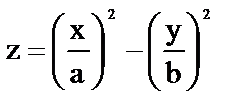 z = (x/a)² − (y/b)²